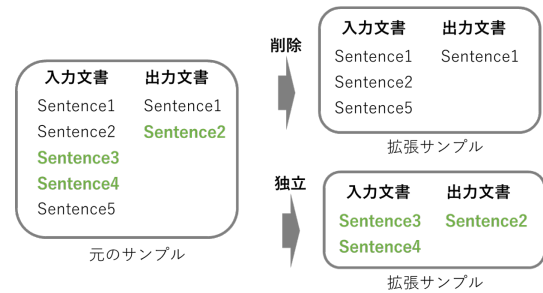 入力文書 出力文書
Sentence1 Sentence1
Sentence2 Sentence2
Sentence3
Sentence4
Sentence5
元のサンプル
削除
入力文書 出力文書
Sentence1 Sentence1
Sentence2
Sentence5
拡張サンプル
独立
入力文書 出力文書
Sentence3 Sentence2
Sentence4
拡張サンプル